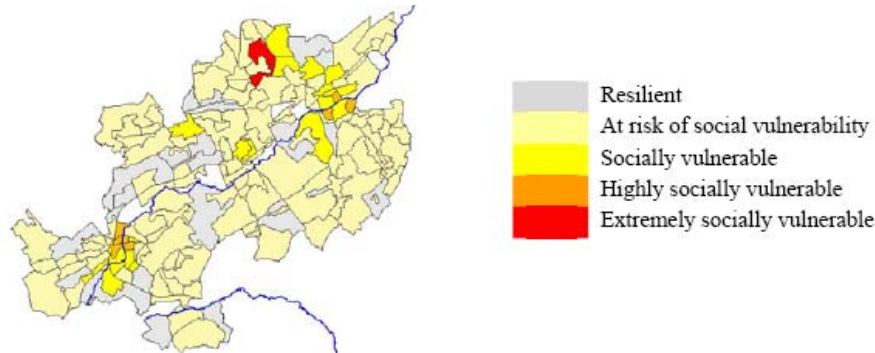 Resilient
At risk of social vulnerability
Socially vulnerable
Highly socially vulnerable
Extremely socially vulnerable